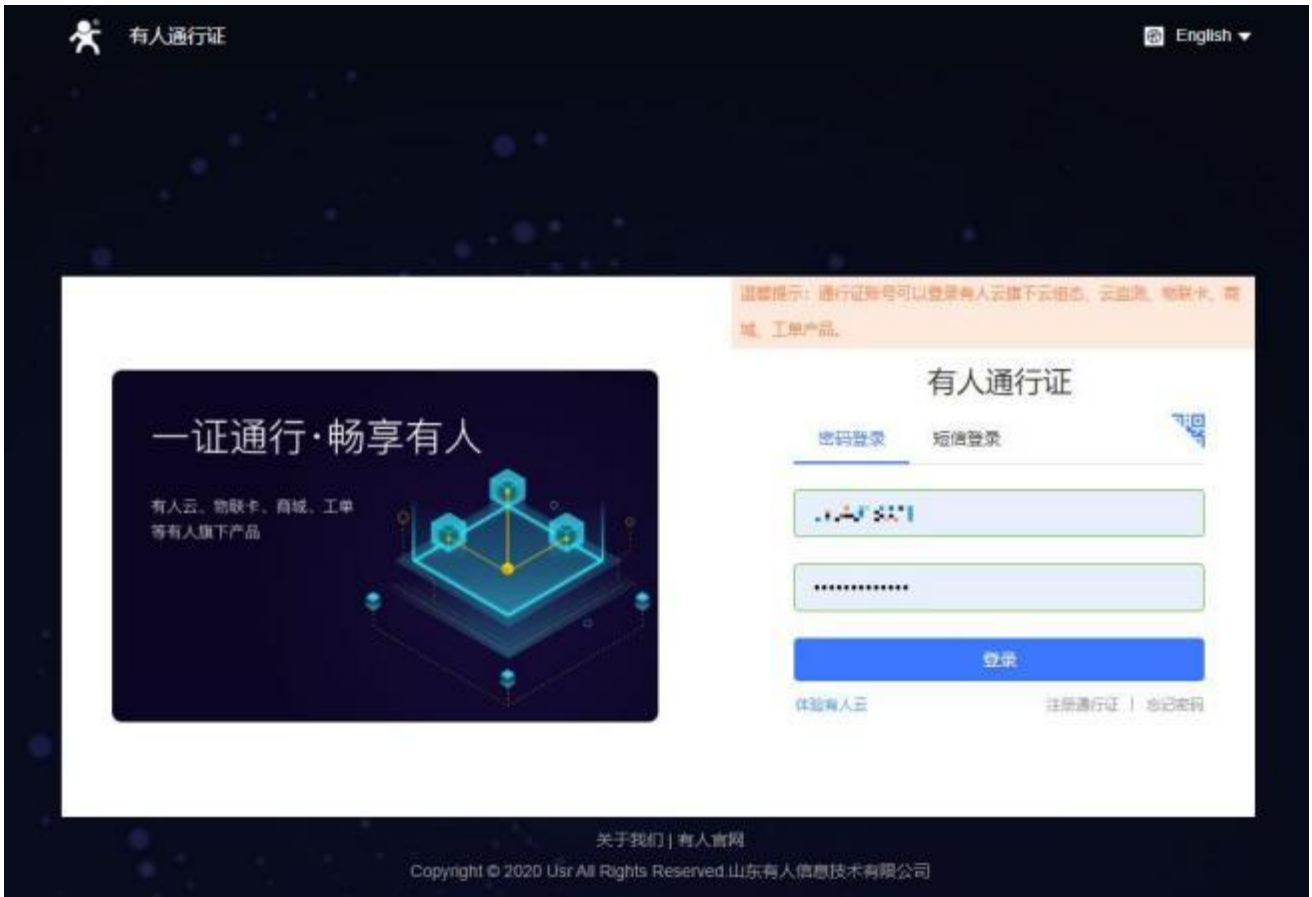 有人通行证
English
温馨提示：通行证账号可以登录有人云旗下云组态、云监测、物联卡、商
城、工单产品。
有人通行证
一证通行·畅享有人
密码登录 短信登录
有人云、物联卡、商城、工单
等有人旗下产品
•••••••••••••
登录
体验有人云 注册通行证 | 忘记密码
关于我们 | 有人官网
Copyright © 2020 Usr All Rights Reserved.山东有人信息技术有限公司